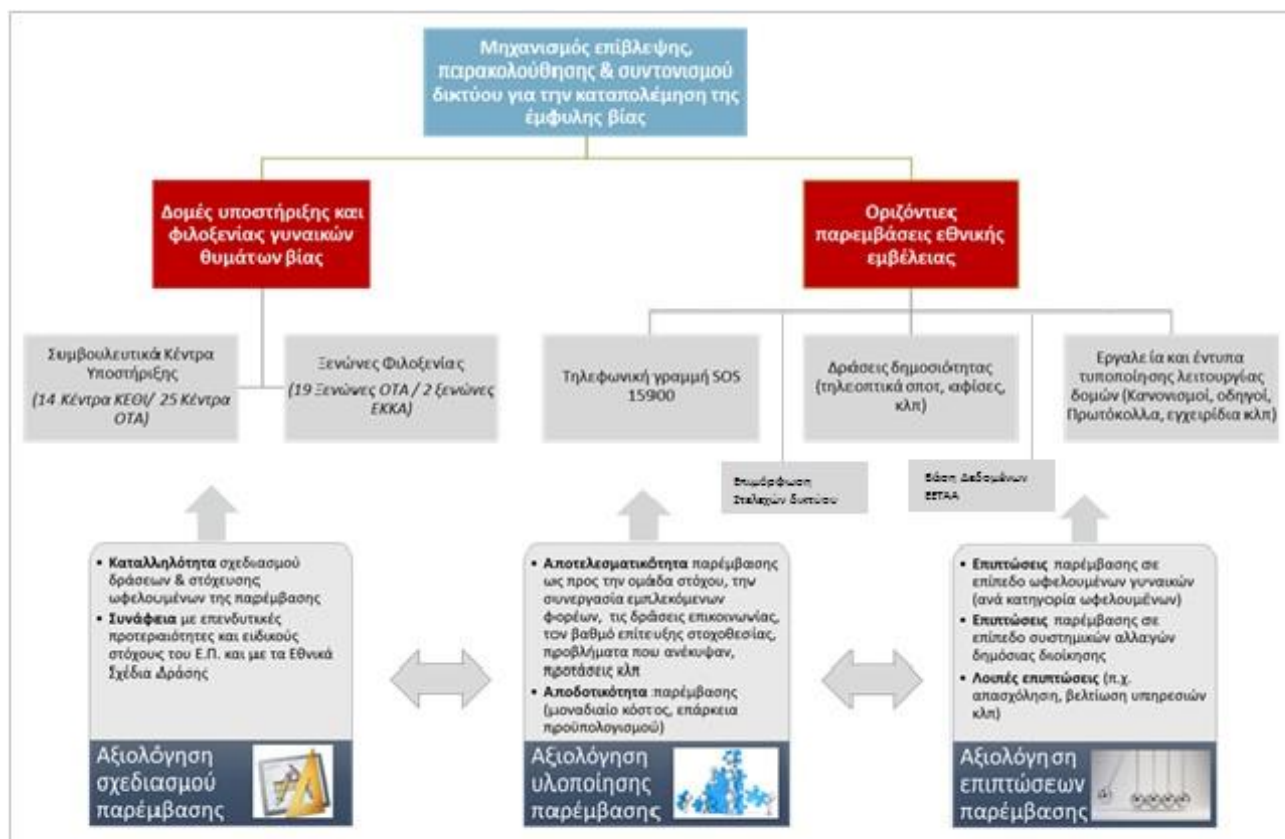 Μηχανισμός επίβλεψης,
παρακολούθησης & συντονισμού
δικτύου για την καταπολέμηση της
έμφυλης βίας
Δομές υποστήριξης και
φιλοξενίας γυναικών
θυμάτων βίας
Οριζόντιες
παρεμβάσεις εθνικής
εμβέλειας
Συμβουλευτικά Κέντρα
Υποστήριξης
(14 Κέντρα ΚΕΘΙ/ 25 Κέντρα
ΟΤΑ)
Ξενώνες Φιλοξενίας
(19 Ξενώνες ΟΤΑ / 2 ξενώνες
ΕΚΚΑ)
Τηλεφωνική γραμμή SOS
15900
Δράσεις δημοσιότητας
(τηλεοπτικά σποτ, αφίσες,
κλπ)
Εργαλεία και έντυπα
τυποποίησης λειτουργίας
δομών (Κανονισμοί, οδηγοί,
Πρωτόκολλα, εγχειρίδια κλπ)
Επιμόρφωση
Στελεχών δικτύου
Βάση Δεδομένων
ΕΕΤΑΑ
• Καταλληλότητα σχεδιασμού
δράσεων & στόχευσης
ωφελουμένων της παρέμβασης
• Συνάφεια με επενδυτικές
προτεραιότητες και ειδικούς
στόχους του Ε.Π. και με τα Εθνικά
Σχέδια Δράσης
Αξιολόγηση
σχεδιασμού
παρέμβασης
• Αποτελεσματικότητα παρέμβασης
ως προς την ομάδα στόχου, την
συνεργασία εμπλεκόμενων
φορέων, τις δράσεις επικοινωνίας,
τον βαθμό επίτευξης στοχοθεσίας,
προβλήματα που ανέκυψαν,
προτάσεις κλπ
• Αποδοτικότητα παρέμβασης
(μοναδιαίο κόστος, επάρκεια
προϋπολογισμού)
Αξιολόγηση
υλοποίησης
παρέμβασης
• Επιπτώσεις παρέμβασης σε
επίπεδο ωφελουμένων γυναικών
(ανά κατηγορία ωφελουμένων)
• Επιπτώσεις παρέμβασης σε
επίπεδο συστημικών αλλαγών
δημόσιας διοίκησης
• Λοιπές επιπτώσεις (π.χ.
απασχόληση, βελτίωση υπηρεσιών
κλπ)
Αξιολόγηση
επιπτώσεων
παρέμβασης